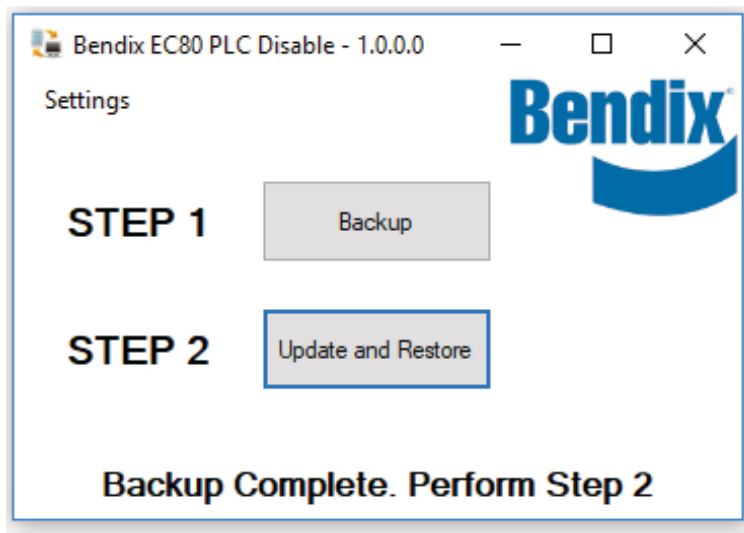 Bendix EC80 PLC Disable - 1.0.0.0
Settings
Bendix
STEP 1 Backup
STEP 2 Update and Restore
Backup Complete. Perform Step 2